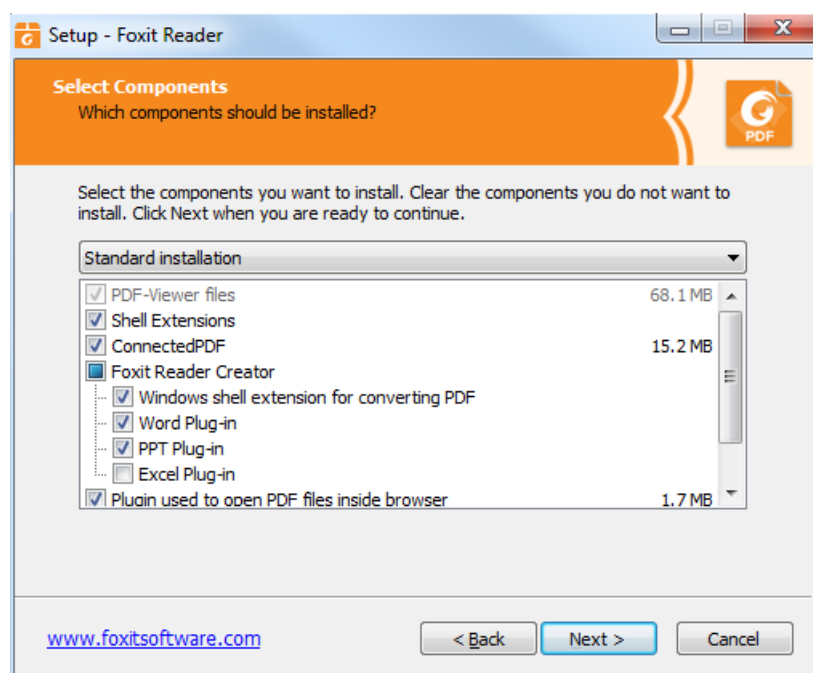 Setup - Foxit Reader
Select Components
Which components should be installed?
PDF
Select the components you want to install. Clear the components you do not want to
install. Click Next when you are ready to continue.
Standard installation
PDF-Viewer files 68.1 MB
Shell Extensions
ConnectedPDF 15.2 MB
Foxit Reader Creator
Windows shell extension for converting PDF
Word Plug-in
PPT Plug-in
Excel Plug-in
Plugin used to open PDF files inside browser 1.7 MB
www.foxitsoftware.com
< Back Next > Cancel